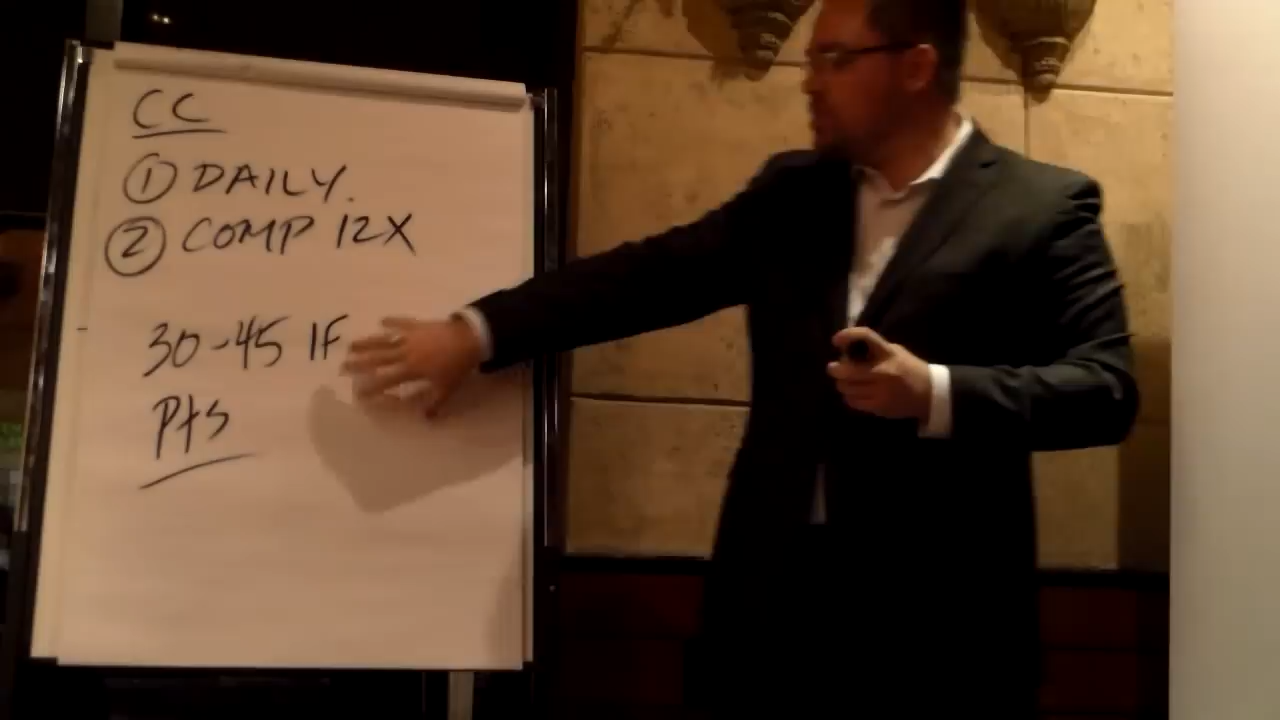 CC
① DAILY.
② COMP 12X
30-45 IF
Pts